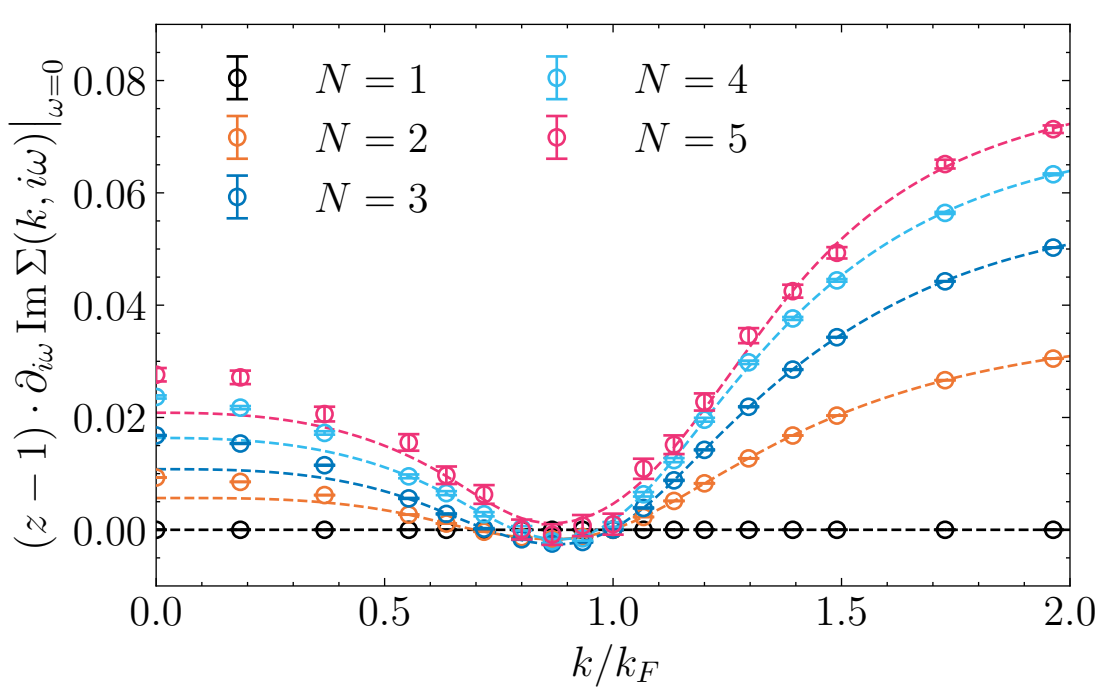 (z − 1) · ∂_{iω} Im Σ(k, iω)|_{ω=0}
0.08
0.06
0.04
0.02
0.00
N = 1
N = 2
N = 3
N = 4
N = 5
0.0 0.5 1.0 1.5 2.0
k/k_F